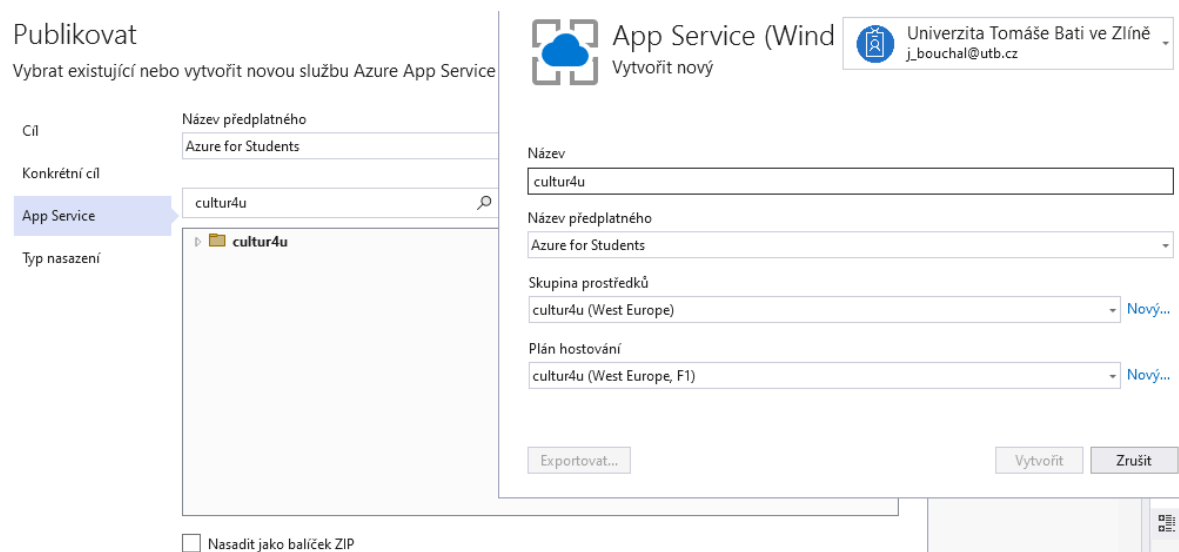 Publikovat
Vybrat existující nebo vytvořit novou službu Azure App Service
Cíl
Konkrétní cíl
App Service
Typ nasazení
Název předplatného
Azure for Students
cultur4u
cultur4u
Nasadit jako balíček ZIP
App Service (Wind
Vytvořit nový
Univerzita Tomáše Bati ve Zlíně
j_bouchal@utb.cz
Název
cultur4u
Název předplatného
Azure for Students
Skupina prostředků
cultur4u (West Europe)
Nový...
Plán hostování
cultur4u (West Europe, F1)
Nový...
Exportovat...
Vytvořit
Zrušit